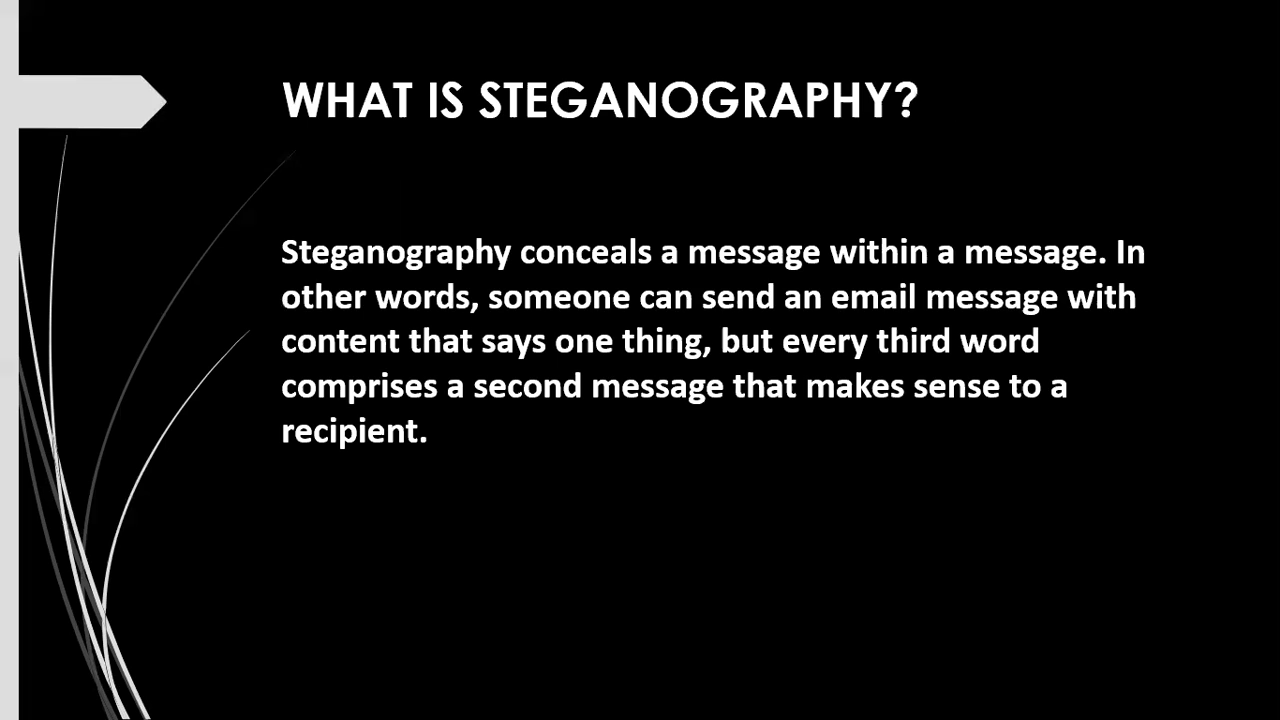 WHAT IS STEGANOGRAPHY?
Steganography conceals a message within a message. In
other words, someone can send an email message with
content that says one thing, but every third word
comprises a second message that makes sense to a
recipient.